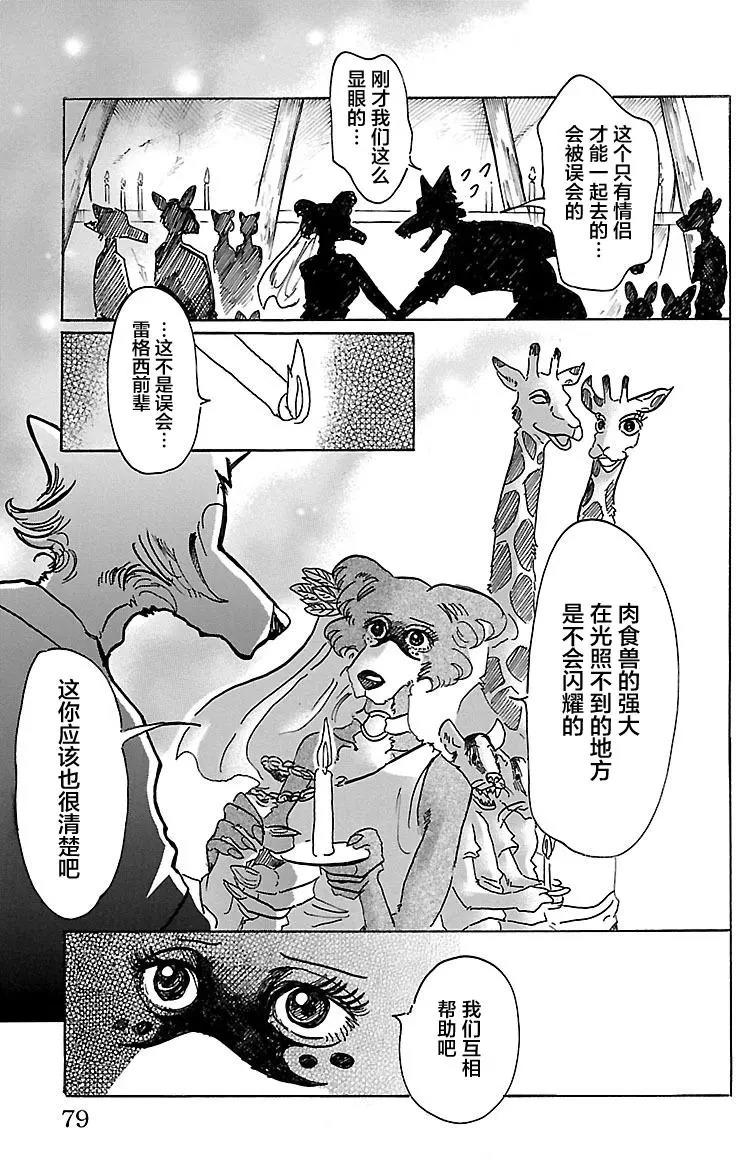 这个只有情侣
才能一起去的…
会被误会的
刚才我们这么
显眼的…
…这不是误会…
雷格西前辈
肉食兽的强大
在光照不到的地方
是不会闪耀的
这你应该也很清楚吧
我们互相
帮助吧
79